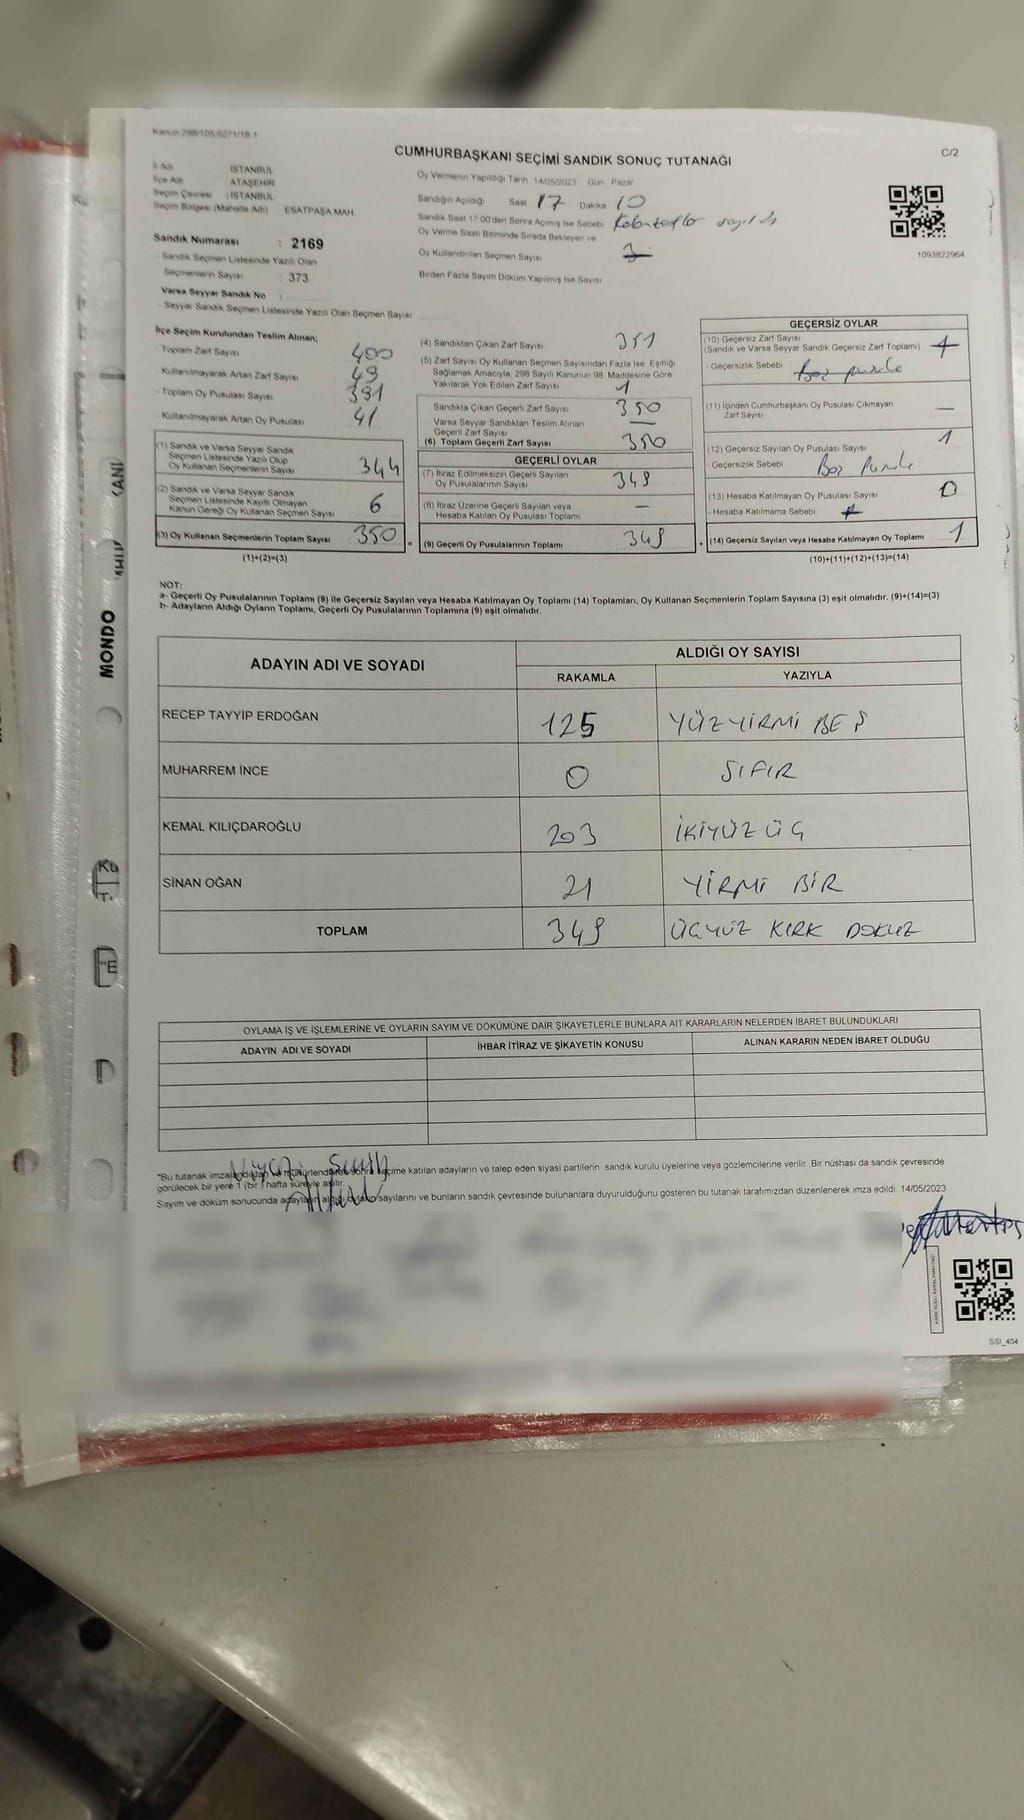 Kanun 298/105,6271/18-1
C/2
CUMHURBAŞKANI SEÇİMİ SANDIK SONUÇ TUTANAĞI
İl Adı : İSTANBUL
İlçe Adı : ATAŞEHİR
Seçim Çevresi : İSTANBUL
Seçim Bölgesi (Mahalle Adı) : ESATPAŞA MAH
Sandık Numarası : 2169
Sandık Seçmen Listesinde Yazılı Olan
Seçmenlerin Sayısı : 373
Varsa Seyyar Sandık No :
Seyyar Sandık Seçmen Listesinde Yazılı Olan Seçmen Sayısı
Oy Vermenin Yapıldığı Tarih 14/05/2023 Gün Pazar
Sandığın Açıldığı Saat 17 Dakika 10
Sandık Saat 17:00'den Sonra Açılmış İse Sebebi sayıldı
Oy Verme Saati Bitiminde Sırada Bekleyen ve
Oy Kullandırılan Seçmen Sayısı
Birden Fazla Sayım Döküm Yapılmış İse Sayısı
1093822964
İlçe Seçim Kurulundan Teslim Alınan;
Toplam Zarf Sayısı 400
Kullanılmayarak Artan Zarf Sayısı 49
Toplam Oy Pusulası Sayısı 391
Kullanılmayarak Artan Oy Pusulası 41
(1) Sandık ve Varsa Seyyar Sandık
Seçmen Listesinde Yazılı Olup
Oy Kullanan Seçmenlerin Sayısı 344
(2) Sandık ve Varsa Seyyar Sandık
Seçmen Listesinde Kayıtlı Olmayan
Kanun Gereği Oy Kullanan Seçmen Sayısı 6
(3) Oy Kullanan Seçmenlerin Toplam Sayısı 350
(1)+(2)=(3)
(4) Sandıktan Çıkan Zarf Sayısı 351
(5) Zarf Sayısı Oy Kullanan Seçmen Sayısından Fazla İse, Eşitliği
Sağlamak Amacıyla, 298 Sayılı Kanunun 98. Maddesine Göre
Yakılarak Yok Edilen Zarf Sayısı 1
Sandıkta Çıkan Geçerli Zarf Sayısı 350
Varsa Seyyar Sandıktan Teslim Alınan
Geçerli Zarf Sayısı —
(6) Toplam Geçerli Zarf Sayısı 350
GEÇERLİ OYLAR
(7) İtiraz Edilmeksizin Geçerli Sayılan
Oy Pusulalarının Sayısı 349
(8) İtiraz Üzerine Geçerli Sayılan veya
Hesaba Katılan Oy Pusulası Toplamı —
= (9) Geçerli Oy Pusulalarının Toplamı 349
GEÇERSİZ OYLAR
(10) Geçersiz Zarf Sayısı
(Sandık ve Varsa Seyyar Sandık Geçersiz Zarf Toplamı)
- Geçersizlik Sebebi Boş pusula
(11) İçinden Cumhurbaşkanı Oy Pusulası Çıkmayan
Zarf Sayısı —
(12) Geçersiz Sayılan Oy Pusulası Sayısı 1
- Geçersizlik Sebebi Boş Pusula
(13) Hesaba Katılmayan Oy Pusulası Sayısı 0
- Hesaba Katılmama Sebebi
+ (14) Geçersiz Sayılan veya Hesaba Katılmayan Oy Toplamı 1
(10)+(11)+(12)+(13)=(14)
NOT:
a- Geçerli Oy Pusulalarının Toplamı (9) ile Geçersiz Sayılan veya Hesaba Katılmayan Oy Toplamı (14) Toplamları, Oy Kullanan Seçmenlerin Toplam Sayısına (3) eşit olmalıdır. (9)+(14)=(3)
b- Adayların Aldığı Oyların Toplamı, Geçerli Oy Pusulalarının Toplamına (9) eşit olmalıdır.
ADAYIN ADI VE SOYADI
ALDIĞI OY SAYISI
RAKAMLA YAZIYLA
RECEP TAYYİP ERDOĞAN 125 YÜZYİRMİ BEŞ
MUHARREM İNCE 0 SIFIR
KEMAL KILIÇDAROĞLU 203 İKİYÜZ ÜÇ
SİNAN OĞAN 21 YİRMİ BİR
TOPLAM 349 ÜÇYÜZ KIRK DOKUZ
OYLAMA İŞ VE İŞLEMLERİNE VE OYLARIN SAYIM VE DÖKÜMÜNE DAİR ŞİKAYETLERLE BUNLARA AİT KARARLARIN NELERDEN İBARET BULUNDUKLARI
ADAYIN ADI VE SOYADI İHBAR İTİRAZ VE ŞİKAYETİN KONUSU ALINAN KARARIN NEDEN İBARET OLDUĞU
*Bu tutanak seçime katılan adayların ve talep eden siyasi partilerin sandık kurulu üyelerine veya gözlemcilerine verilir. Bir nüshası da sandık çevresinde
görülecek bir yere 1 (bir) hafta süreyle asılır.
Sayım ve döküm sonucunda sayılarını ve bunların sandık çevresinde bulunanlara duyurulduğunu gösteren bu tutanak tarafımızdan düzenlenerek imza edildi. 14/05/2023
SSI_404
MONDO